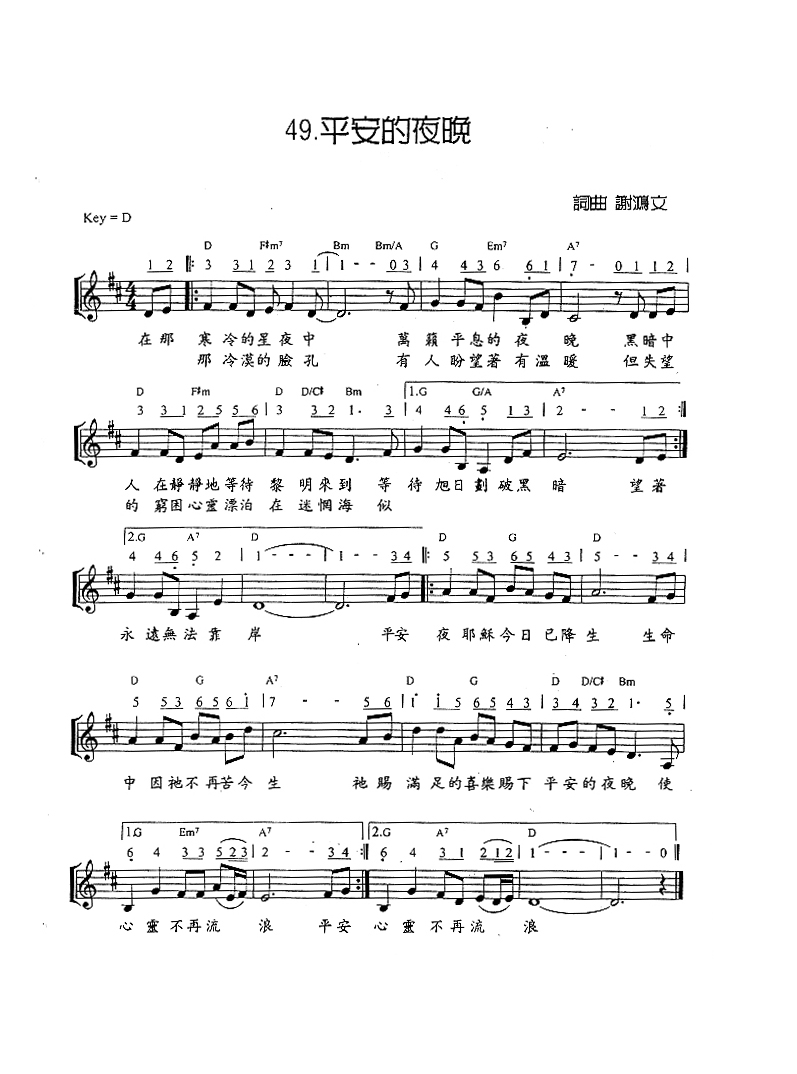 49.平安的夜晚
詞曲 謝鴻文
Key = D
D F♯m7 Bm Bm/A G Em7 A7
1 2 ‖: 3 3 1 2 3 1 | 1 - - 0 3 | 4 4 3 6 6 1 | 7 - - 0 1 1 1 2 |
4/4
在那 寒冷的星夜中 萬籟平息的夜 晚 黑暗中
那冷漠的臉孔 有人盼望著有溫暖 但失望
D F♯m D D/C♯ Bm 1.G G/A A7
3 3 1 2 5 5 6 | 3 3 2 1· 3 | 4 4 6 5 1 3 | 2 - - 1 2 :‖
人在靜靜地等待 黎明來到 等待旭日劃破黑暗 望著
的窮困心靈漂泊在迷惘海 似
2.G A7 D D G D
4 4 6 5 2 | 1 - - - | 1 - - 3 4 ‖: 5 5 3 6 5 4 3 | 5 - - 3 4 |
永遠無法靠 岸 平安 夜耶穌今日已降生 生命
D G A7 D G D D/C♯ Bm
5 5 3 6 5 6 1 | 7 - - 5 6 | 1 1 5 6 5 4 3 | 3 4 3 2 1· 5 |
中因祂不再苦今生 祂賜 滿足的喜樂賜下平安的夜晚 使
1.G Em7 A7 2.G A7 D
6 4 3 3 5 2 3 | 2 - - 3 4 :‖ 6 4 3 1 2 1 2 | 1 - - - | 1 - - 0 ‖
心靈不再流 浪 平安 心靈不再流 浪